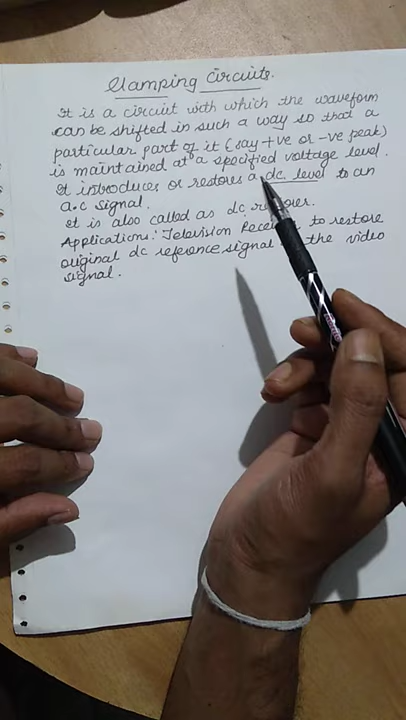 Clamping Circuits.
It is a circuit with which the waveform
can be shifted in such a way so that a
particular part of it (say +ve or -ve peak)
is maintained at a specified voltage level.
It introduces or restores a dc level to an
a.c signal.
It is also called as dc
Applications: Television to restore
original dc reference signal the video
signal.